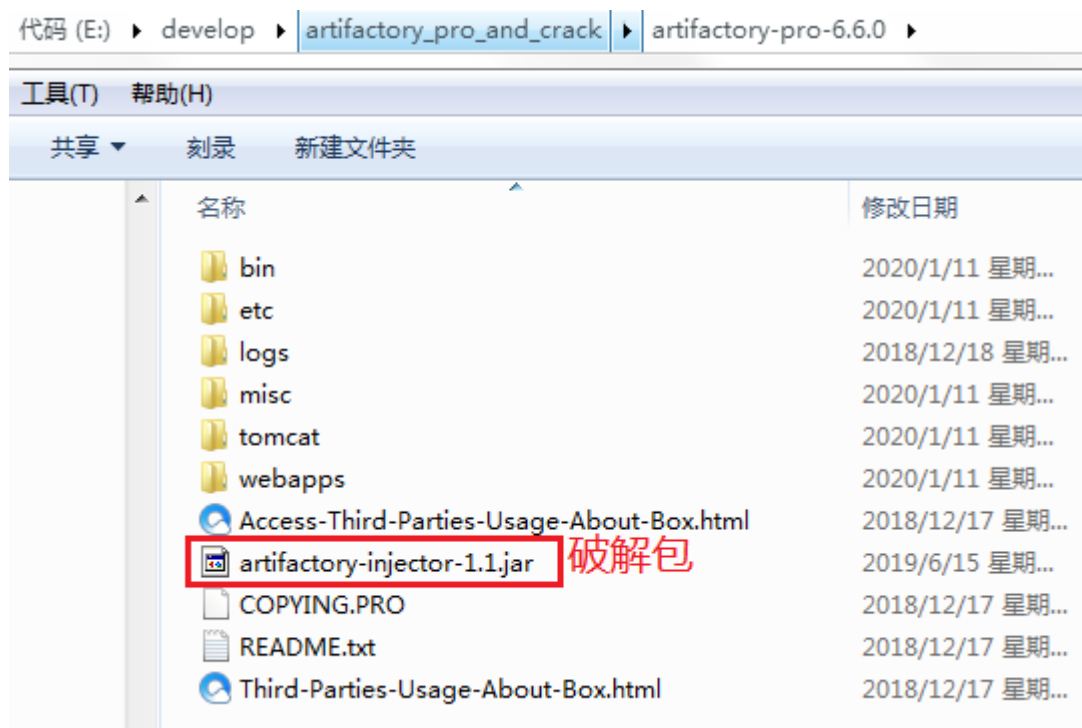 代码 (E:) ▸ develop ▸ artifactory_pro_and_crack ▸ artifactory-pro-6.6.0 ▸
工具(T) 帮助(H)
共享 刻录 新建文件夹
名称 修改日期
bin 2020/1/11 星期...
etc 2020/1/11 星期...
logs 2018/12/18 星期...
misc 2020/1/11 星期...
tomcat 2020/1/11 星期...
webapps 2020/1/11 星期...
Access-Third-Parties-Usage-About-Box.html 2018/12/17 星期...
artifactory-injector-1.1.jar 破解包 2019/6/15 星期...
COPYING.PRO 2018/12/17 星期...
README.txt 2018/12/17 星期...
Third-Parties-Usage-About-Box.html 2018/12/17 星期...